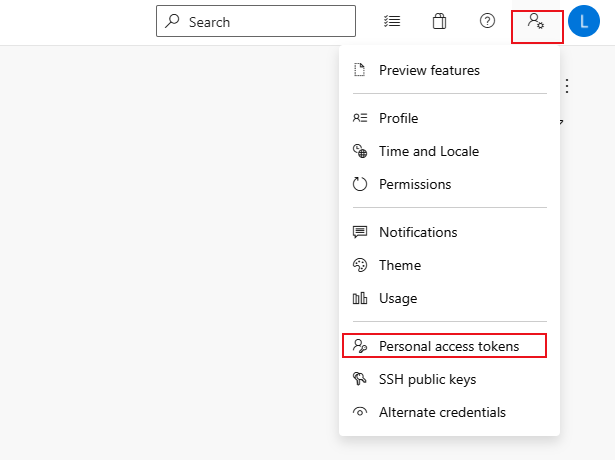 Search
L
Preview features
Profile
Time and Locale
Permissions
Notifications
Theme
Usage
Personal access tokens
SSH public keys
Alternate credentials